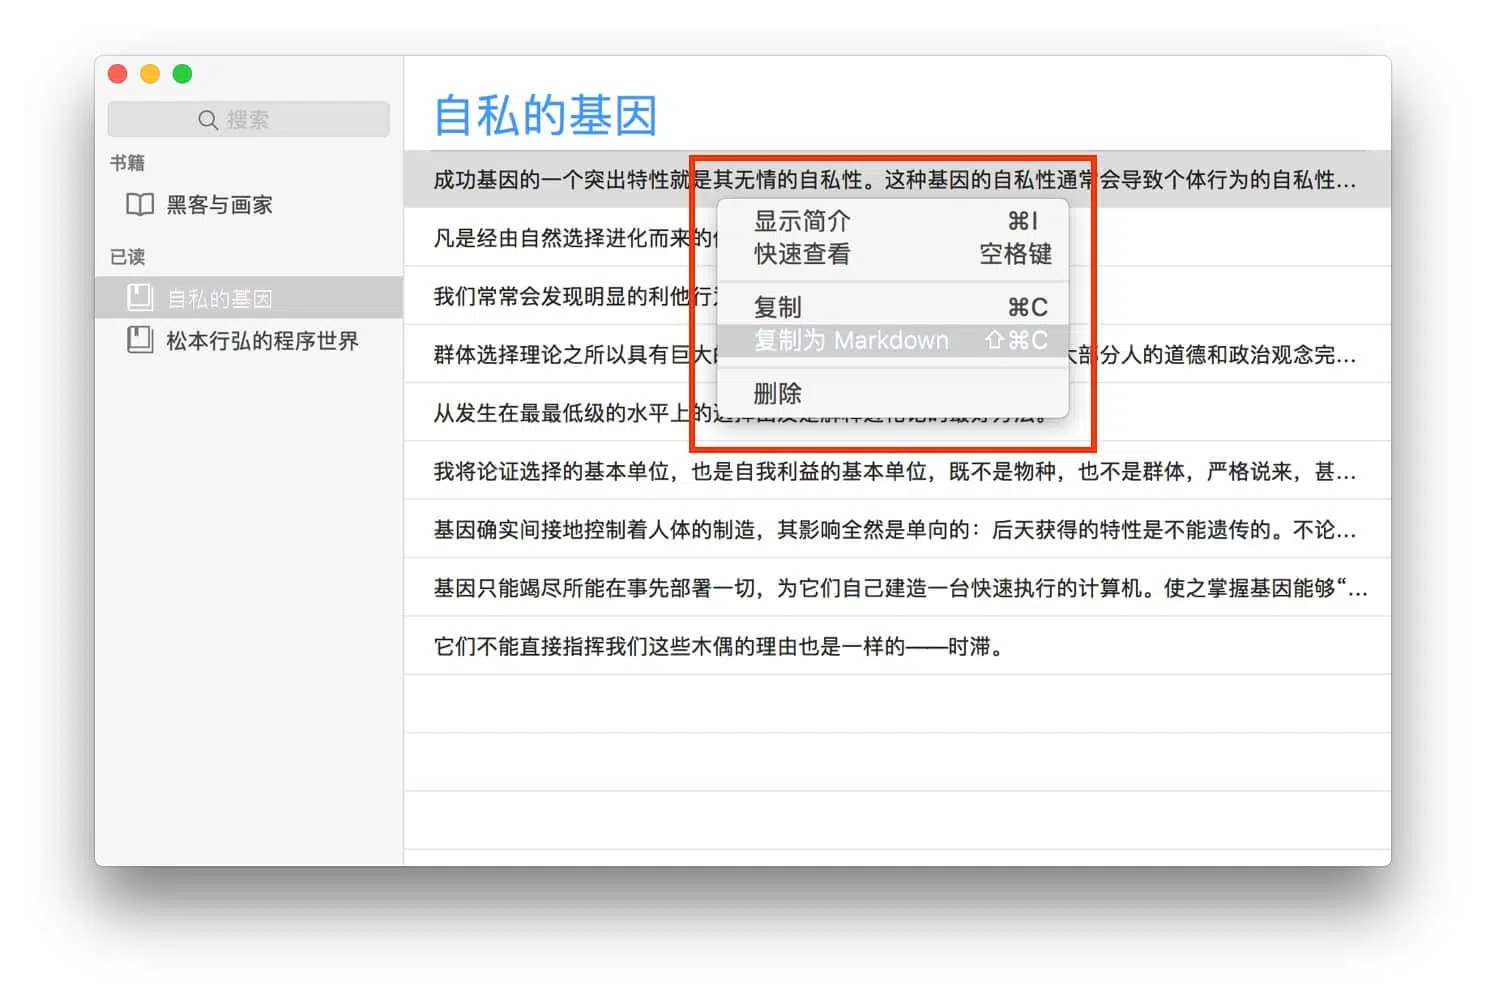 搜索
书籍
黑客与画家
已读
自私的基因
松本行弘的程序世界
自私的基因
成功基因的一个突出特性就是其无情的自私性。这种基因的自私性通常会导致个体行为的自私性…
凡是经由自然选择进化而来的
我们常常会发现明显的利他行
群体选择理论之所以具有巨大
大部分人的道德和政治观念完…
从发生在最最低级的水平上的选择出发是解释进化论的最好方法。
我将论证选择的基本单位，也是自我利益的基本单位，既不是物种，也不是群体，严格说来，甚…
基因确实间接地控制着人体的制造，其影响全然是单向的：后天获得的特性是不能遗传的。不论…
基因只能竭尽所能在事先部署一切，为它们自己建造一台快速执行的计算机。使之掌握基因能够“…
它们不能直接指挥我们这些木偶的理由也是一样的——时滞。
显示简介 ⌘I
快速查看 空格键
复制 ⌘C
复制为 Markdown ⇧⌘C
删除